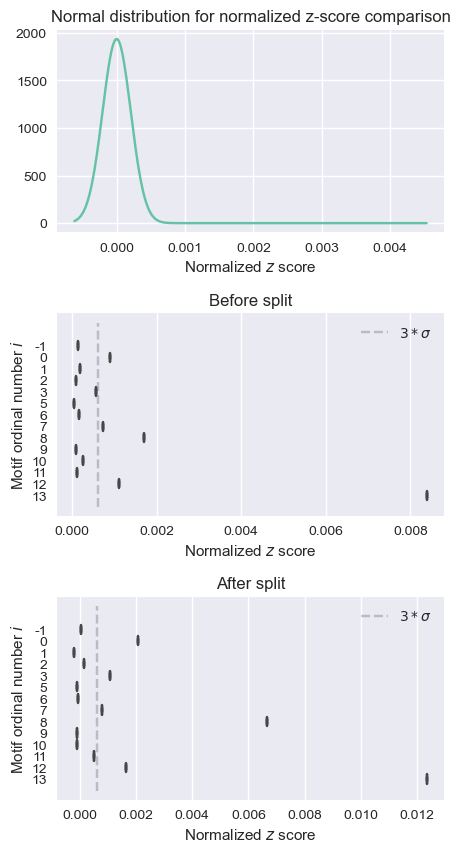 Normal distribution for normalized z-score comparison
2000
1500
1000
500
0
0.000 0.001 0.002 0.003 0.004
Normalized z score
Before split
3 * σ
Motif ordinal number i
-1
0
1
2
3
5
6
7
8
9
10
11
12
13
0.000 0.002 0.004 0.006 0.008
Normalized z score
After split
3 * σ
Motif ordinal number i
-1
0
1
2
3
5
6
7
8
9
10
11
12
13
0.000 0.002 0.004 0.006 0.008 0.010 0.012
Normalized z score